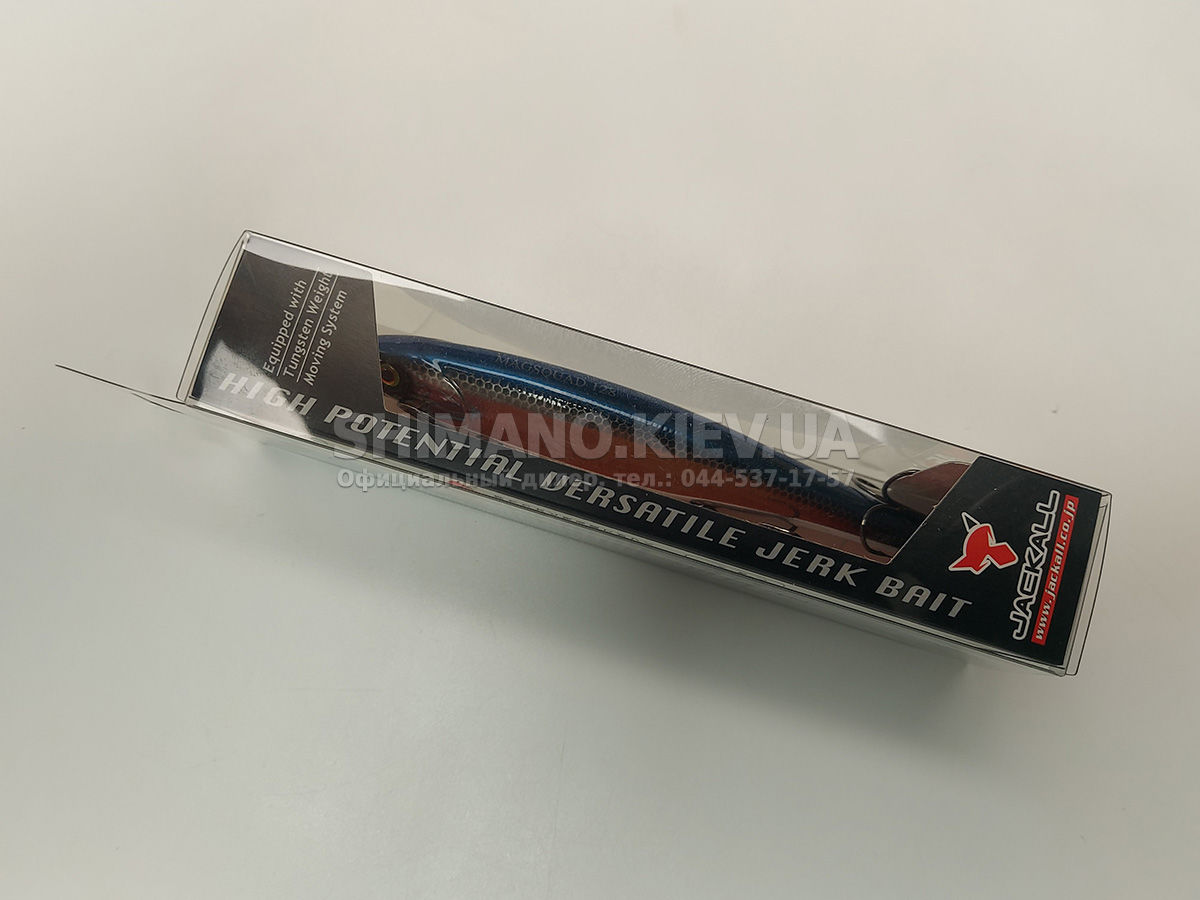 Equipped with
Tungsten Weight
Moving System
MAGSQUAD 128
HIGH POTENTIAL VERSATILE JERK BAIT
SHIMANO.KIEV.UA
Официальный дилер, тел.: 044-537-17-57
JACKALL
www.jackall.co.jp